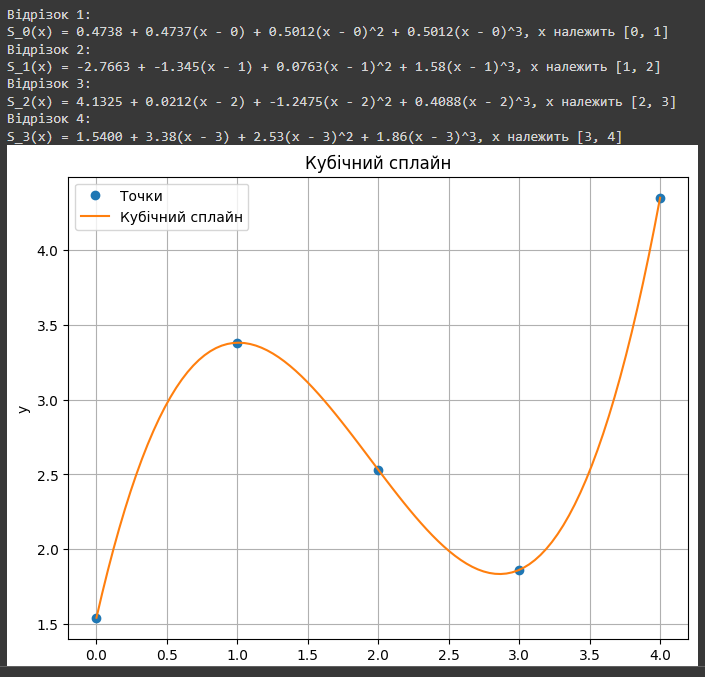 Відрізок 1:
S_0(x) = 0.4738 + 0.4737(x - 0) + 0.5012(x - 0)^2 + 0.5012(x - 0)^3, x належить [0, 1]
Відрізок 2:
S_1(x) = -2.7663 + -1.345(x - 1) + 0.0763(x - 1)^2 + 1.58(x - 1)^3, x належить [1, 2]
Відрізок 3:
S_2(x) = 4.1325 + 0.0212(x - 2) + -1.2475(x - 2)^2 + 0.4088(x - 2)^3, x належить [2, 3]
Відрізок 4:
S_3(x) = 1.5400 + 3.38(x - 3) + 2.53(x - 3)^2 + 1.86(x - 3)^3, x належить [3, 4]
Кубічний сплайн
Точки
Кубічний сплайн
4.0
3.5
3.0
2.5
2.0
1.5
y
0.0 0.5 1.0 1.5 2.0 2.5 3.0 3.5 4.0